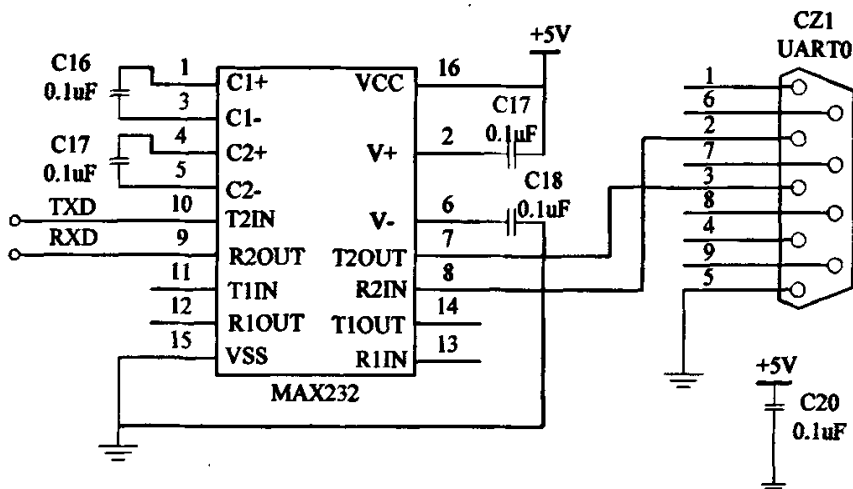 CZ1
UART0
+5V
C16
0.1uF
1
C1+
VCC
16
3
C1-
C17
0.1uF
4
C2+
V+
2
C17
0.1uF
5
C2-
C18
0.1uF
TXD
10
T2IN
V-
6
RXD
9
R2OUT
T2OUT
7
11
T1IN
R2IN
8
12
R1OUT
T1OUT
14
15
VSS
R1IN
13
MAX232
1
6
2
7
3
8
4
9
5
+5V
C20
0.1uF